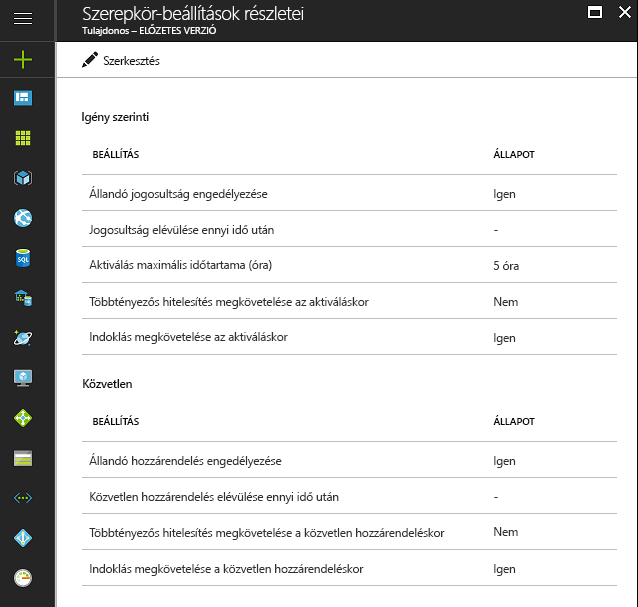 Szerepkör-beállítások részletei
Tulajdonos – ELŐZETES VERZIÓ
Szerkesztés
Igény szerinti
BEÁLLÍTÁS ÁLLAPOT
Állandó jogosultság engedélyezése Igen
Jogosultság elévülése ennyi idő után -
Aktiválás maximális időtartama (óra) 5 óra
Többtényezős hitelesítés megkövetelése az aktiváláskor Nem
Indoklás megkövetelése az aktiváláskor Igen
Közvetlen
BEÁLLÍTÁS ÁLLAPOT
Állandó hozzárendelés engedélyezése Igen
Közvetlen hozzárendelés elévülése ennyi idő után -
Többtényezős hitelesítés megkövetelése a közvetlen hozzárendeléskor Nem
Indoklás megkövetelése a közvetlen hozzárendeléskor Igen
SQL